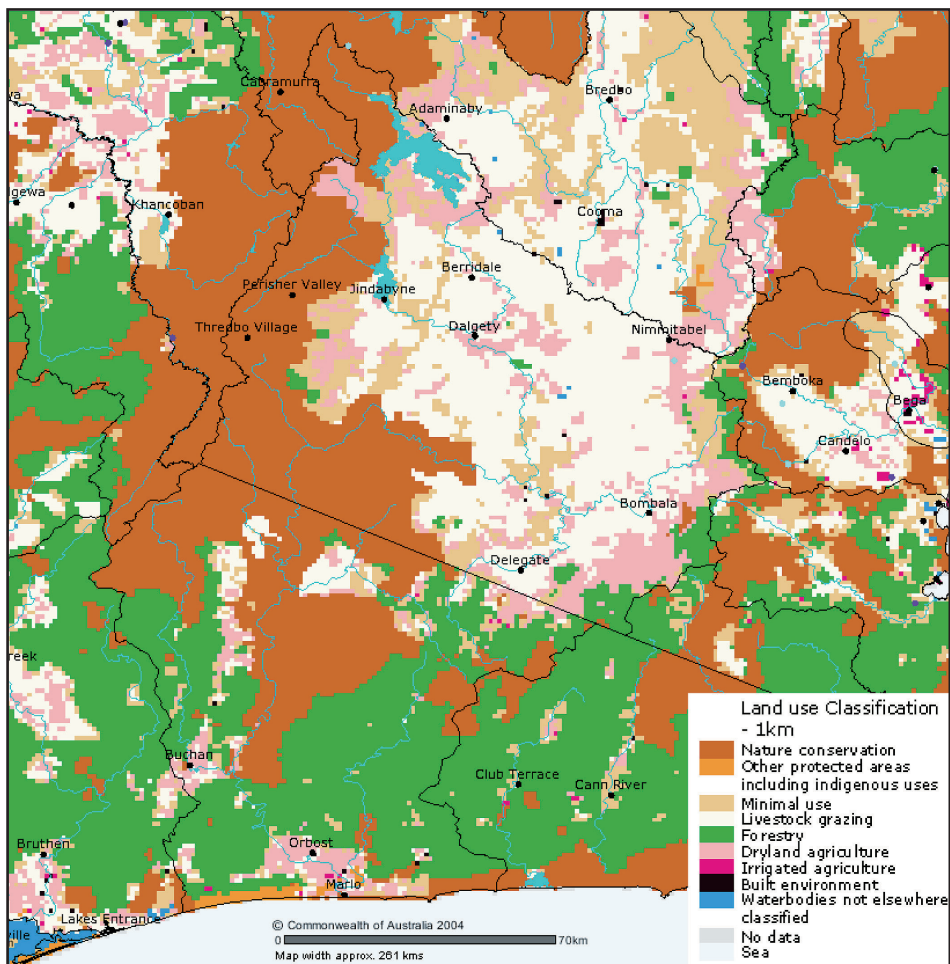 Cabramurra
Adaminaby
Bredbo
wa
lgewa
Khancoban
Cooma
Perisher Valley
Berridale
Jindabyne
Thredbo Village
Dalgety
Nimmitabel
Bemboka
Bega
Candelo
Bombala
Delegate
reek
Buchan
Club Terrace
Cann River
Bruthen
Orbost
Marlo
Lakes Entrance
ville
Land use Classification
- 1km
Nature conservation
Other protected areas
including indigenous uses
Minimal use
Livestock grazing
Forestry
Dryland agriculture
Irrigated agriculture
Built environment
Waterbodies not elsewhere
classified
No data
Sea
© Commonwealth of Australia 2004
0 70km
Map width approx. 261 kms